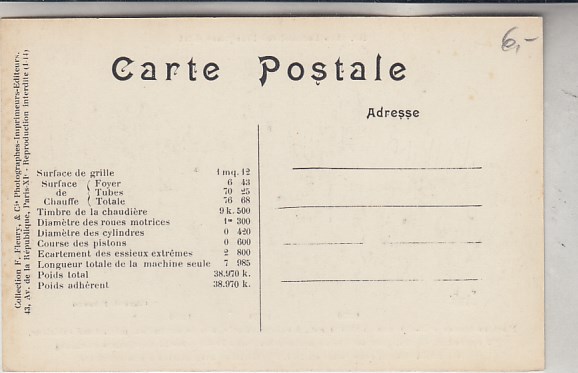 6,-
Carte Postale
Adresse
Collection F. Fleury, & Cie Photographes-Imprimeurs-Editeurs.
43, Av. de la République, Paris-XIe - Reproduction interdite (1 14)
Surface de grille 1 mq. 12
Surface de Chauffe ( Foyer 6 43
Tubes 70 25
Totale 76 68
Timbre de la chaudière 9 k. 500
Diamètre des roues motrices 1m 300
Diamètre des cylindres 0 420
Course des pistons 0 600
Ecartement des essieux extrêmes 2 800
Longueur totale de la machine seule 7 985
Poids total 38.970 k.
Poids adhérent 38.970 k.